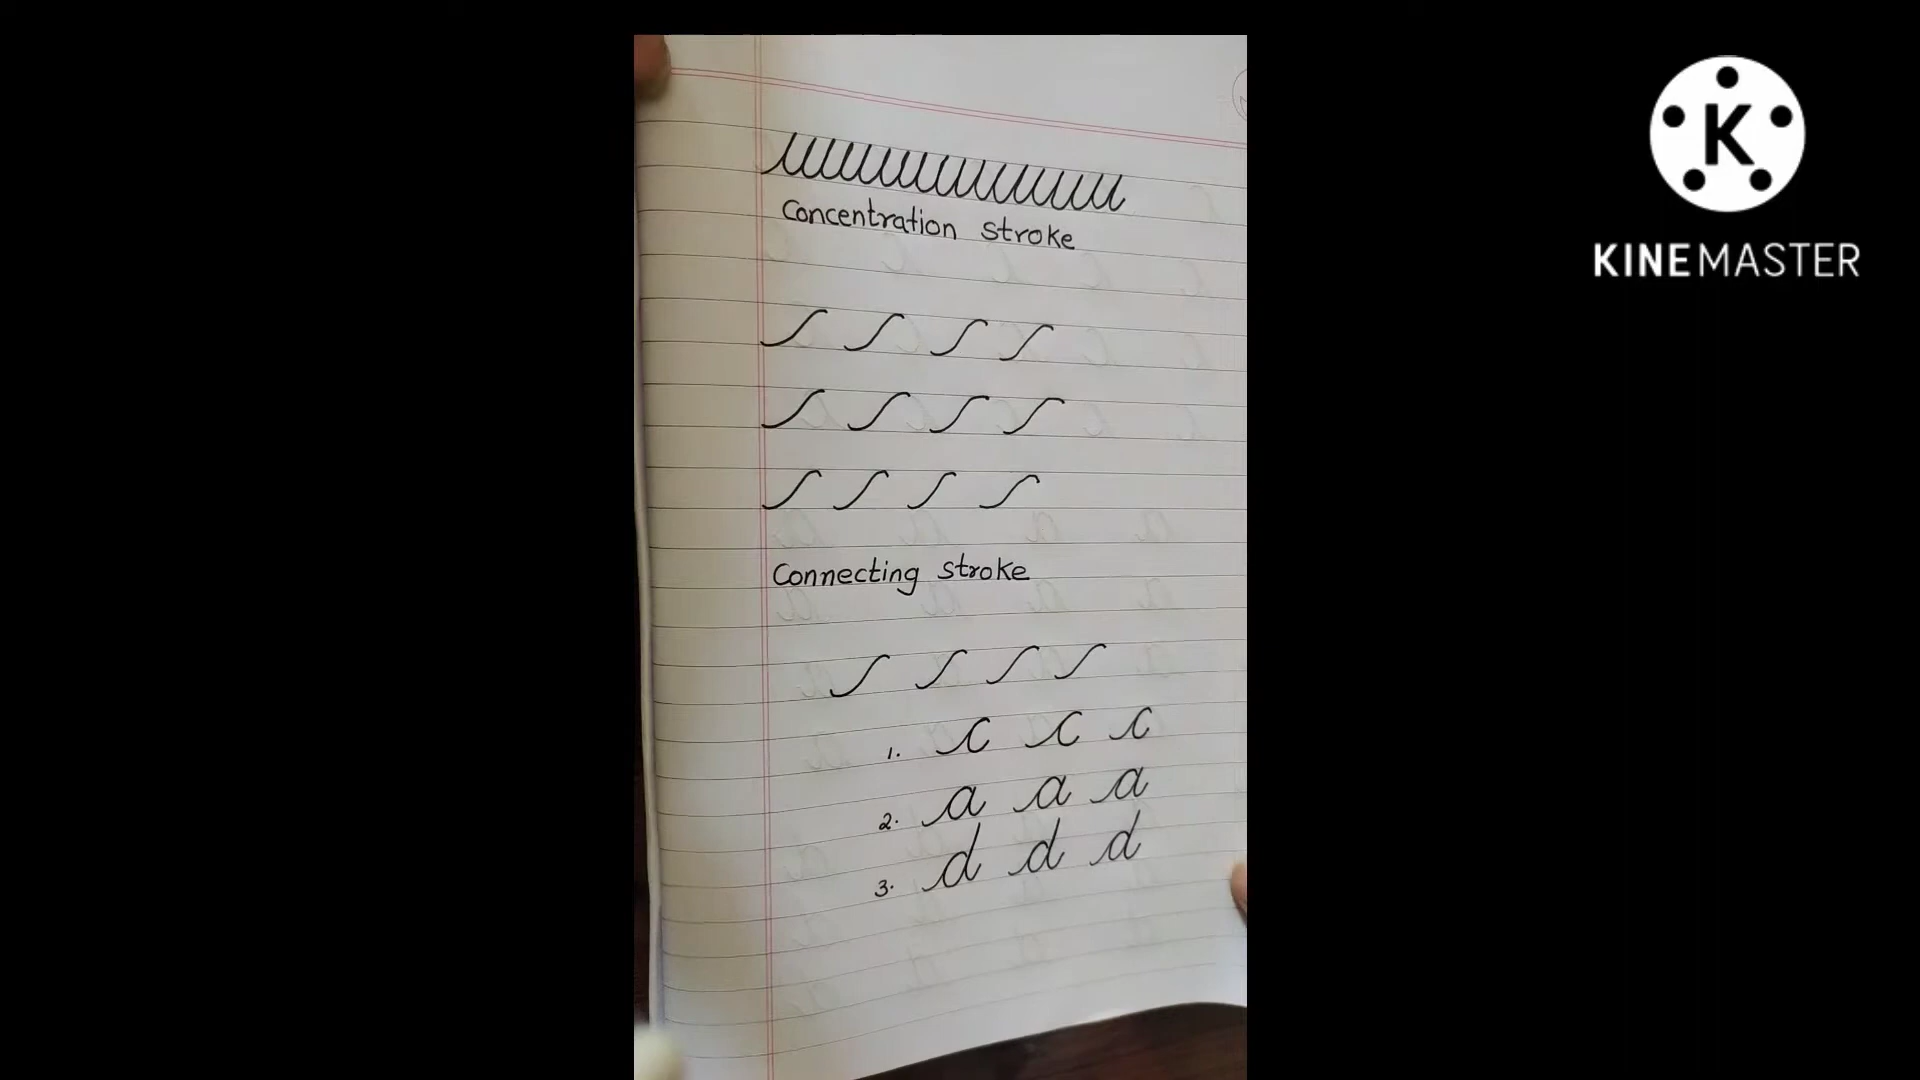 Concentration stroke
Connecting stroke
1. c c c
2. a a a
3. d d d
K
KINEMASTER